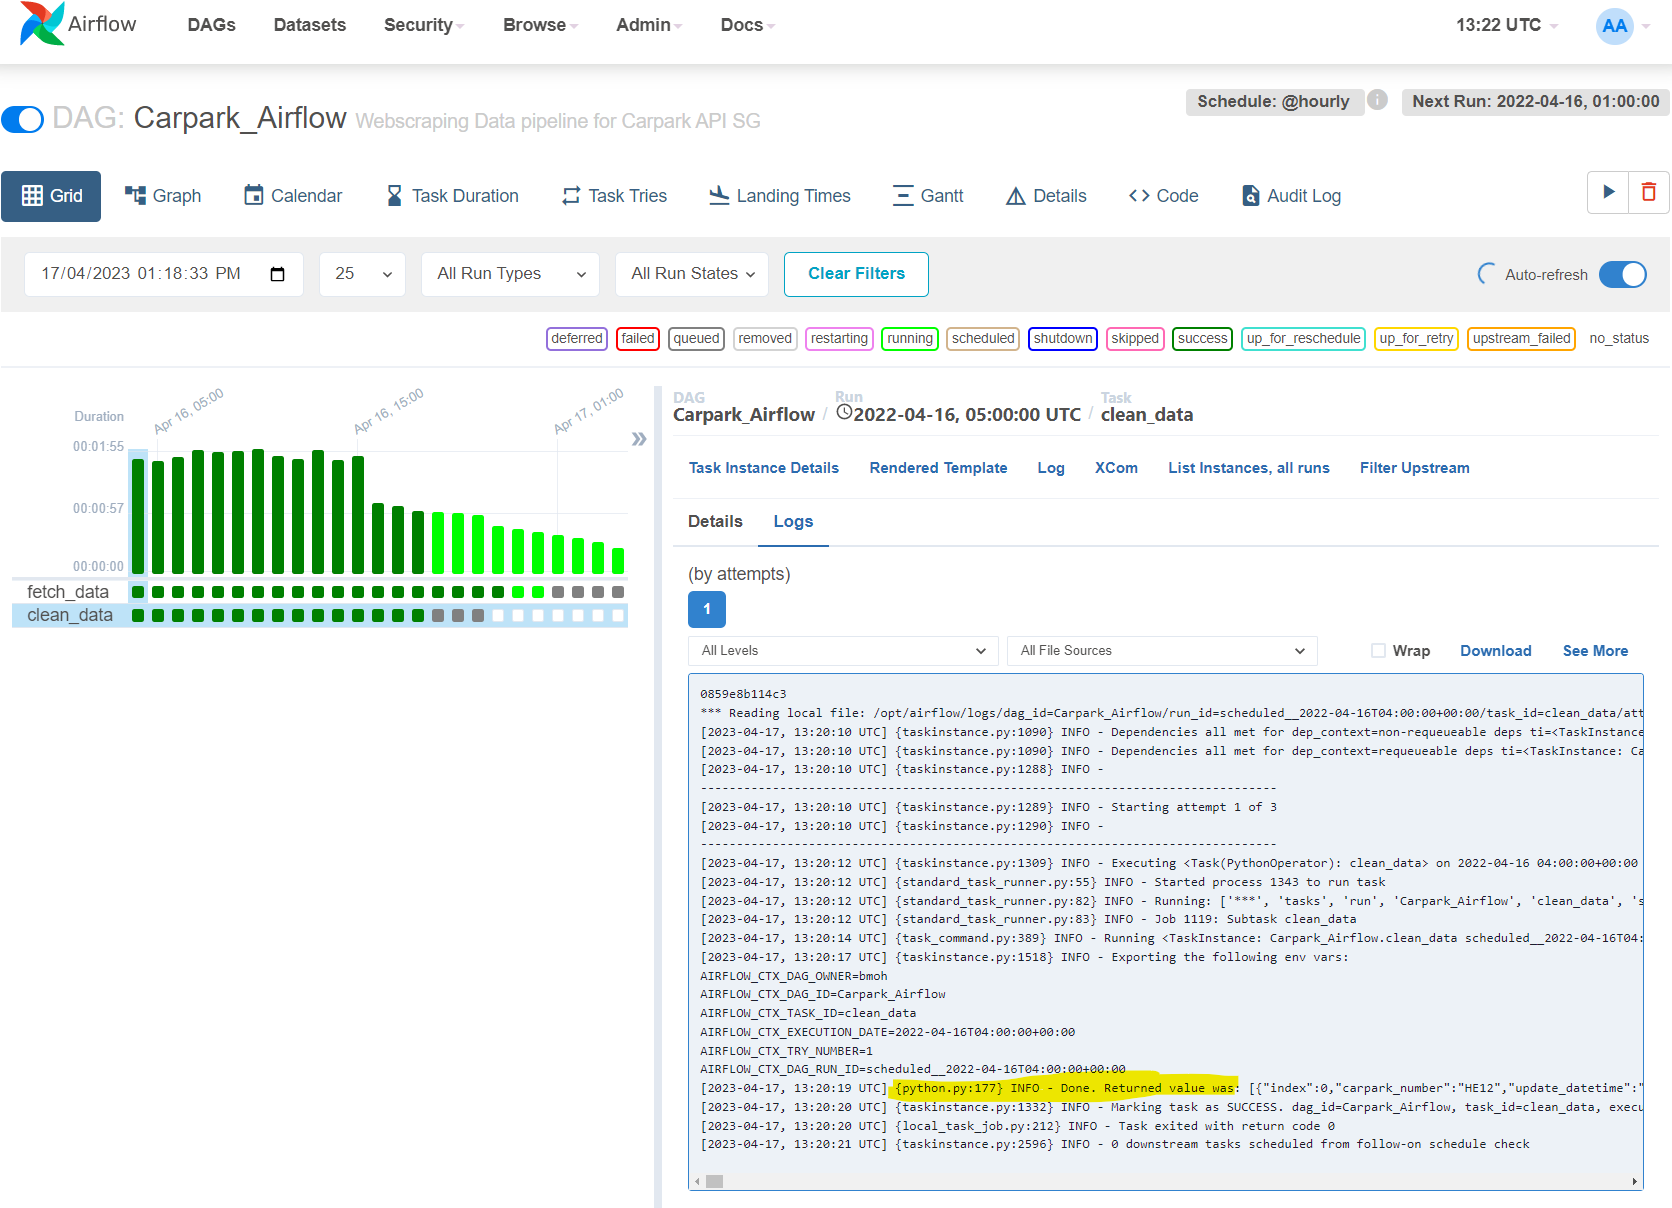 Airflow DAGs Datasets Security Browse Admin Docs 13:22 UTC AA
DAG: Carpark_Airflow Webscraping Data pipeline for Carpark API SG
Schedule: @hourly i Next Run: 2022-04-16, 01:00:00
Grid Graph Calendar Task Duration Task Tries Landing Times Gantt Details Code Audit Log
17/04/2023 01:18:33 PM 25 All Run Types All Run States Clear Filters Auto-refresh
deferred failed queued removed restarting running scheduled shutdown skipped success up_for_reschedule up_for_retry upstream_failed no_status
Duration
Apr 16, 05:00 Apr 16, 15:00 Apr 17, 01:00
00:01:55
00:00:57
00:00:00
fetch_data
clean_data
DAG Run Task
Carpark_Airflow / 2022-04-16, 05:00:00 UTC / clean_data
Task Instance Details Rendered Template Log XCom List Instances, all runs Filter Upstream
Details Logs
(by attempts)
1
All Levels All File Sources Wrap Download See More
0859e8b114c3
*** Reading local file: /opt/airflow/logs/dag_id=Carpark_Airflow/run_id=scheduled__2022-04-16T04:00:00+00:00/task_id=clean_data/att
[2023-04-17, 13:20:10 UTC] {taskinstance.py:1090} INFO - Dependencies all met for dep_context=non-requeueable deps ti=<TaskInstance
[2023-04-17, 13:20:10 UTC] {taskinstance.py:1090} INFO - Dependencies all met for dep_context=requeueable deps ti=<TaskInstance: Ca
[2023-04-17, 13:20:10 UTC] {taskinstance.py:1288} INFO -
--------------------------------------------------------------------------------
[2023-04-17, 13:20:10 UTC] {taskinstance.py:1289} INFO - Starting attempt 1 of 3
[2023-04-17, 13:20:10 UTC] {taskinstance.py:1290} INFO -
--------------------------------------------------------------------------------
[2023-04-17, 13:20:12 UTC] {taskinstance.py:1309} INFO - Executing <Task(PythonOperator): clean_data> on 2022-04-16 04:00:00+00:00
[2023-04-17, 13:20:12 UTC] {standard_task_runner.py:55} INFO - Started process 1343 to run task
[2023-04-17, 13:20:12 UTC] {standard_task_runner.py:82} INFO - Running: ['***', 'tasks', 'run', 'Carpark_Airflow', 'clean_data', 's
[2023-04-17, 13:20:12 UTC] {standard_task_runner.py:83} INFO - Job 1119: Subtask clean_data
[2023-04-17, 13:20:14 UTC] {task_command.py:389} INFO - Running <TaskInstance: Carpark_Airflow.clean_data scheduled__2022-04-16T04:
[2023-04-17, 13:20:17 UTC] {taskinstance.py:1518} INFO - Exporting the following env vars:
AIRFLOW_CTX_DAG_OWNER=bmoh
AIRFLOW_CTX_DAG_ID=Carpark_Airflow
AIRFLOW_CTX_TASK_ID=clean_data
AIRFLOW_CTX_EXECUTION_DATE=2022-04-16T04:00:00+00:00
AIRFLOW_CTX_TRY_NUMBER=1
AIRFLOW_CTX_DAG_RUN_ID=scheduled__2022-04-16T04:00:00+00:00
[2023-04-17, 13:20:19 UTC] {python.py:177} INFO - Done. Returned value was: [{"index":0,"carpark_number":"HE12","update_datetime":"
[2023-04-17, 13:20:20 UTC] {taskinstance.py:1332} INFO - Marking task as SUCCESS. dag_id=Carpark_Airflow, task_id=clean_data, execu
[2023-04-17, 13:20:20 UTC] {local_task_job.py:212} INFO - Task exited with return code 0
[2023-04-17, 13:20:21 UTC] {taskinstance.py:2596} INFO - 0 downstream tasks scheduled from follow-on schedule check